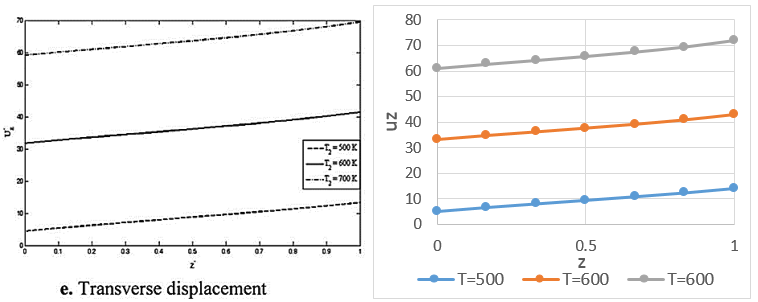 70
60
50
40
30
20
10
0
0 0.1 0.2 0.3 0.4 0.5 0.6 0.7 0.8 0.9 1
z*
T2 = 500 K
T2 = 600 K
T2 = 700 K
e. Transverse displacement
80
70
60
50
40
30
20
10
0
uz
0 0.5 1
z
T=500 T=600 T=600